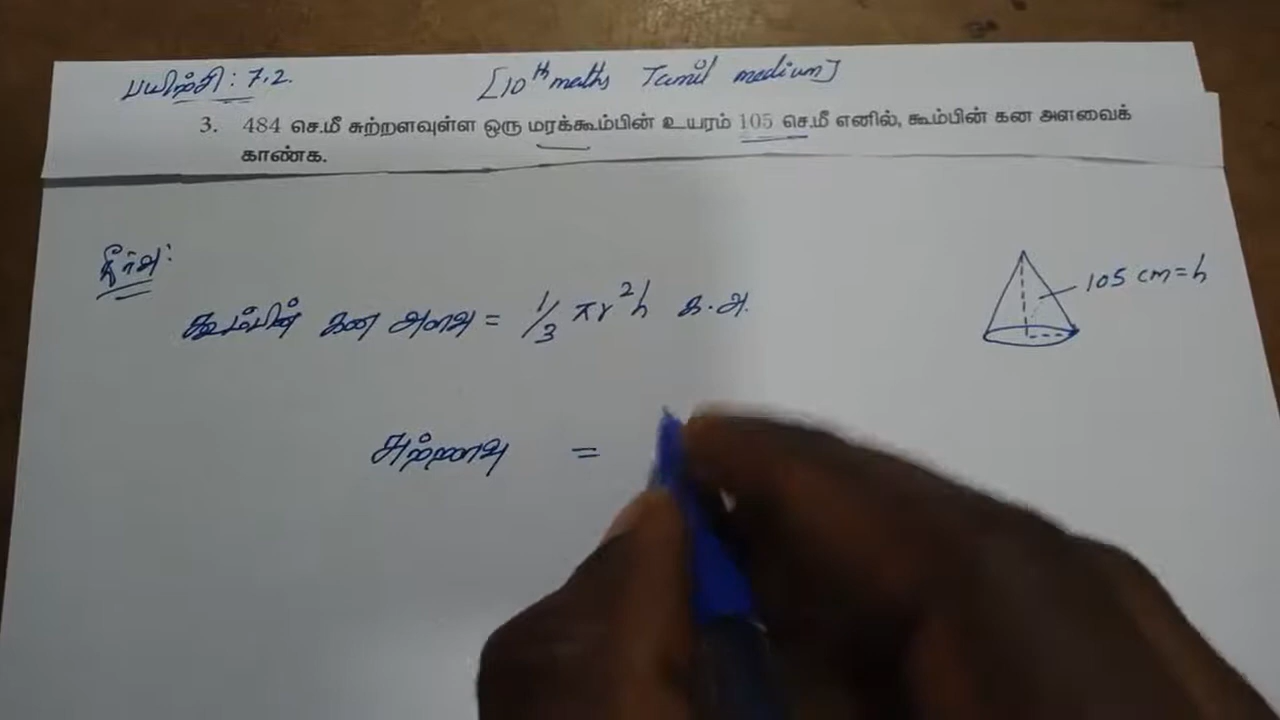 பயிற்சி: 7.2. [10th maths Tamil medium]
3. 484 செ.மீ சுற்றளவுள்ள ஒரு மரக்கூம்பின் உயரம் 105 செ.மீ எனில், கூம்பின் கன அளவைக்
காண்க.
தீர்வு:
105 cm = h
கூம்பின் கன அளவு = 1/3 πr²h க.அ.
சுற்றளவு =